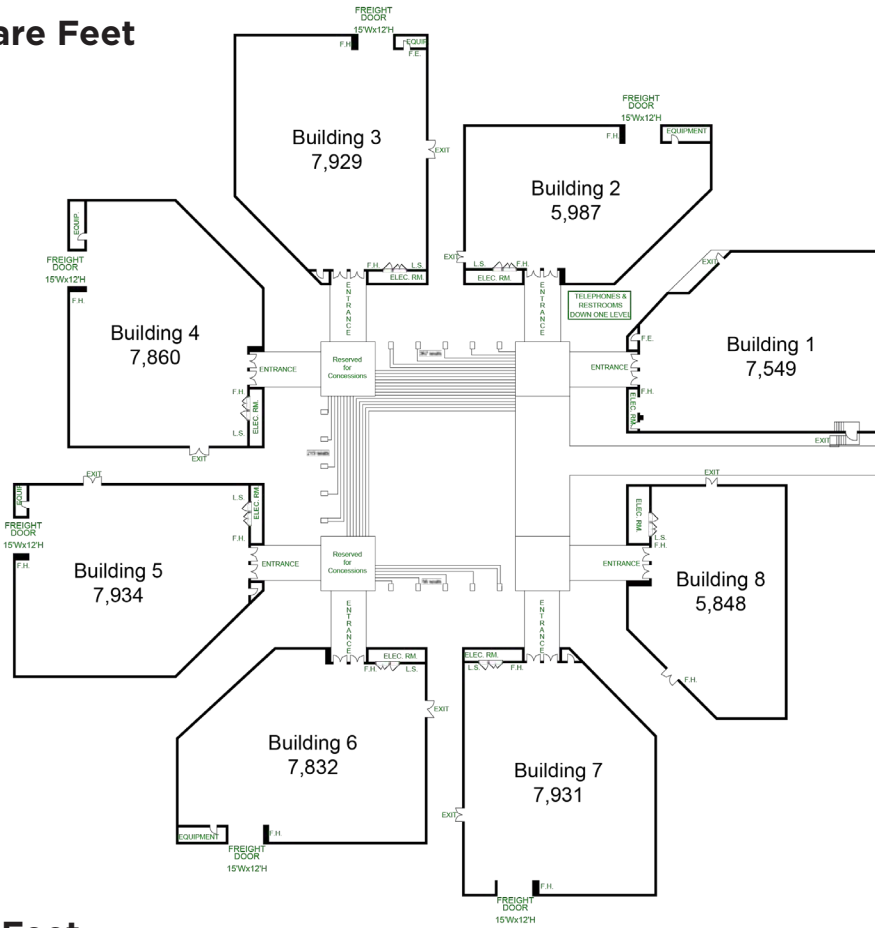 are Feet
FREIGHT
DOOR
15'Wx12'H
F.H.
EQUIP
F.E.
Building 3
7,929
EXIT
F.H.
L.S.
ELEC. RM.
ENTRANCE
FREIGHT
DOOR
15'Wx12'H
F.H.
EQUIPMENT
Building 2
5,987
EXIT
L.S.
F.H.
ELEC. RM.
ENTRANCE
TELEPHONES &
RESTROOMS
DOWN ONE LEVEL
EXIT
F.E.
Building 1
7,549
ENTRANCE
F.H.
ELEC. RM.
EXIT
EQUIP.
FREIGHT
DOOR
15'Wx12'H
F.H.
Building 4
7,860
ENTRANCE
F.H.
ELEC. RM.
L.S.
EXIT
Reserved
for
Concessions
EXIT
EQUIP
FREIGHT
DOOR
15'Wx12'H
F.H.
L.S.
ELEC. RM.
F.H.
Building 5
7,934
ENTRANCE
Reserved
for
Concessions
EXIT
ELEC. RM.
L.S.
F.H.
ENTRANCE
Building 8
5,848
F.H.
ENTRANCE
ELEC. RM.
F.H.
L.S.
EXIT
Building 6
7,832
EQUIPMENT
F.H.
FREIGHT
DOOR
15'Wx12'H
ENTRANCE
ELEC. RM.
L.S.
F.H.
Building 7
7,931
EXIT
F.H.
FREIGHT
DOOR
15'Wx12'H
Feet